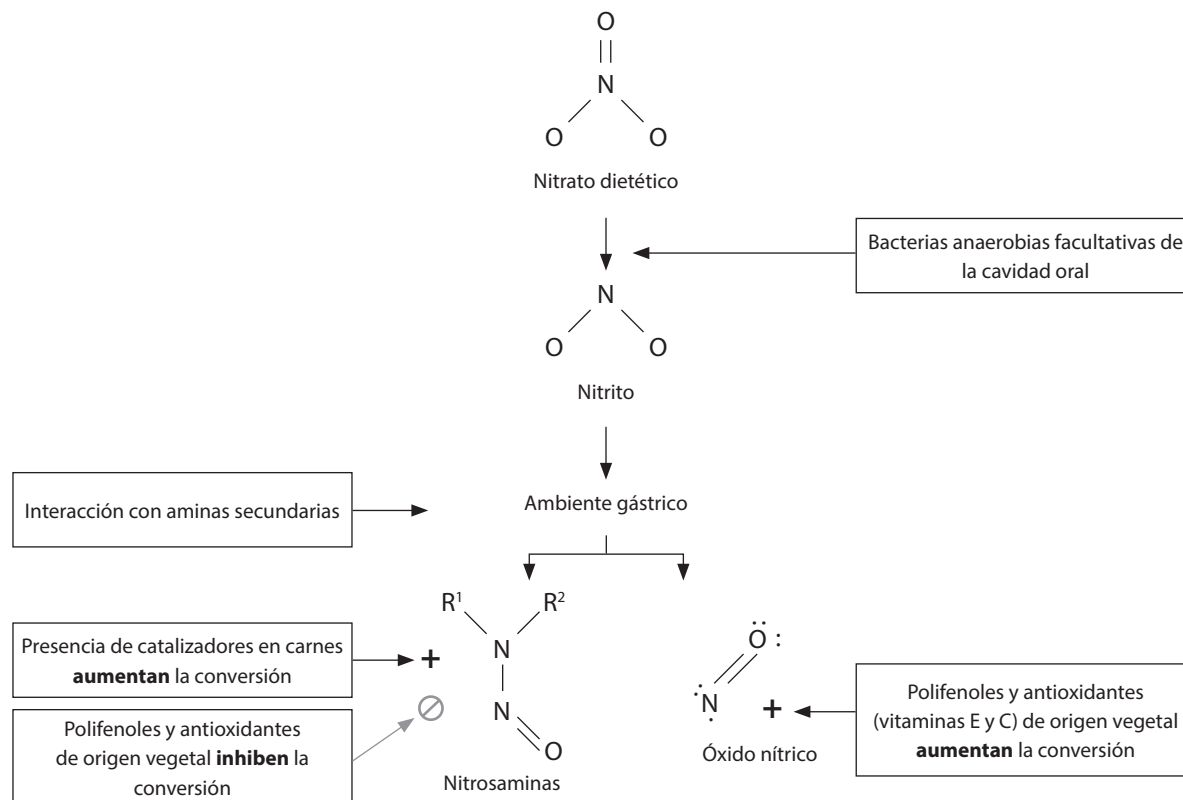 O
N
O O
Nitrato dietético
Bacterias anaerobias facultativas de
la cavidad oral
N
O O
Nitrito
Interacción con aminas secundarias
Ambiente gástrico
R¹ R²
N
N
O
Nitrosaminas
Presencia de catalizadores en carnes
aumentan la conversión
+
Polifenoles y antioxidantes
de origen vegetal inhiben la
conversión
O
N
+
Óxido nítrico
Polifenoles y antioxidantes
(vitaminas E y C) de origen vegetal
aumentan la conversión